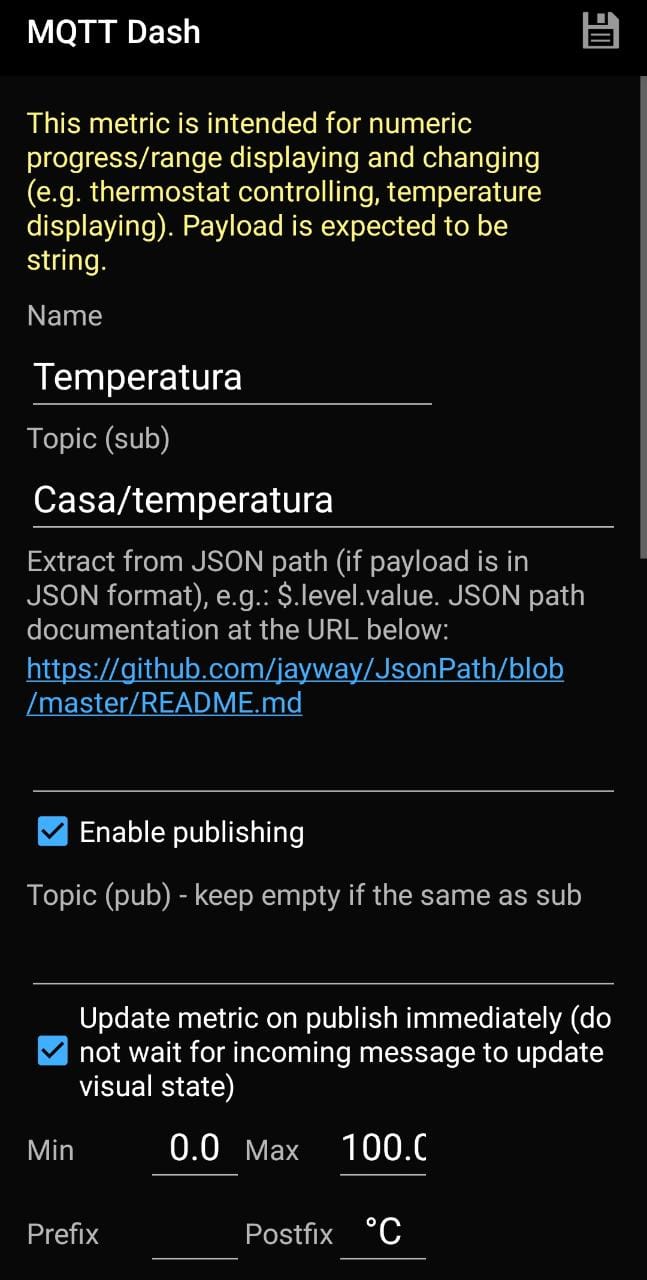 MQTT Dash
This metric is intended for numeric
progress/range displaying and changing
(e.g. thermostat controlling, temperature
displaying). Payload is expected to be
string.
Name
Temperatura
Topic (sub)
Casa/temperatura
Extract from JSON path (if payload is in
JSON format), e.g.: $.level.value. JSON path
documentation at the URL below:
https://github.com/jayway/JsonPath/blob
/master/README.md
Enable publishing
Topic (pub) - keep empty if the same as sub
Update metric on publish immediately (do
not wait for incoming message to update
visual state)
Min 0.0 Max 100.0
Prefix Postfix °C